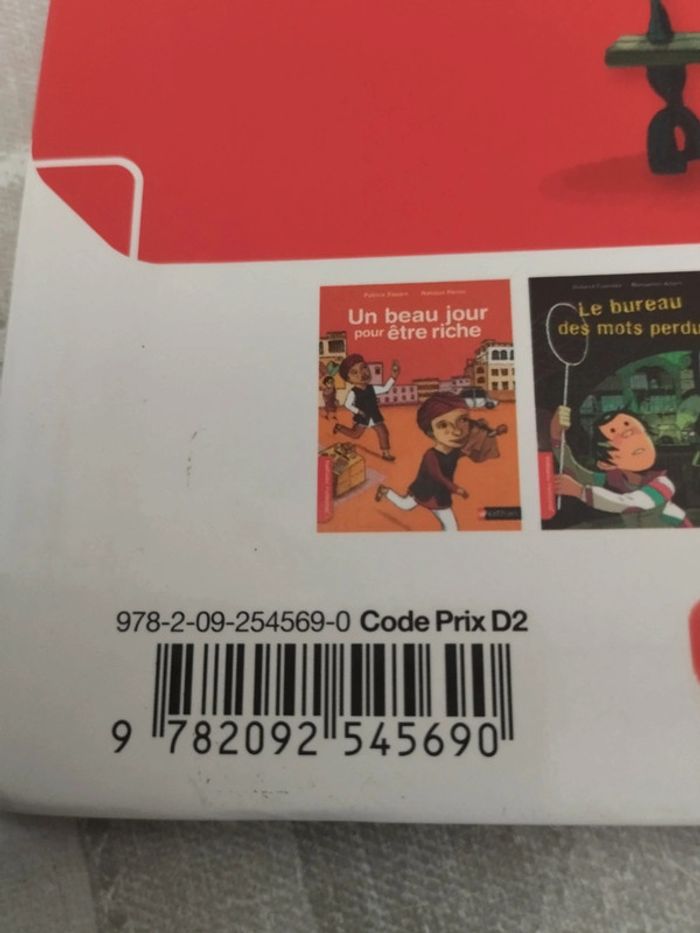 Un beau jour
pour être riche
Le bureau
des mots perdu
978-2-09-254569-0 Code Prix D2
9 782092 545690